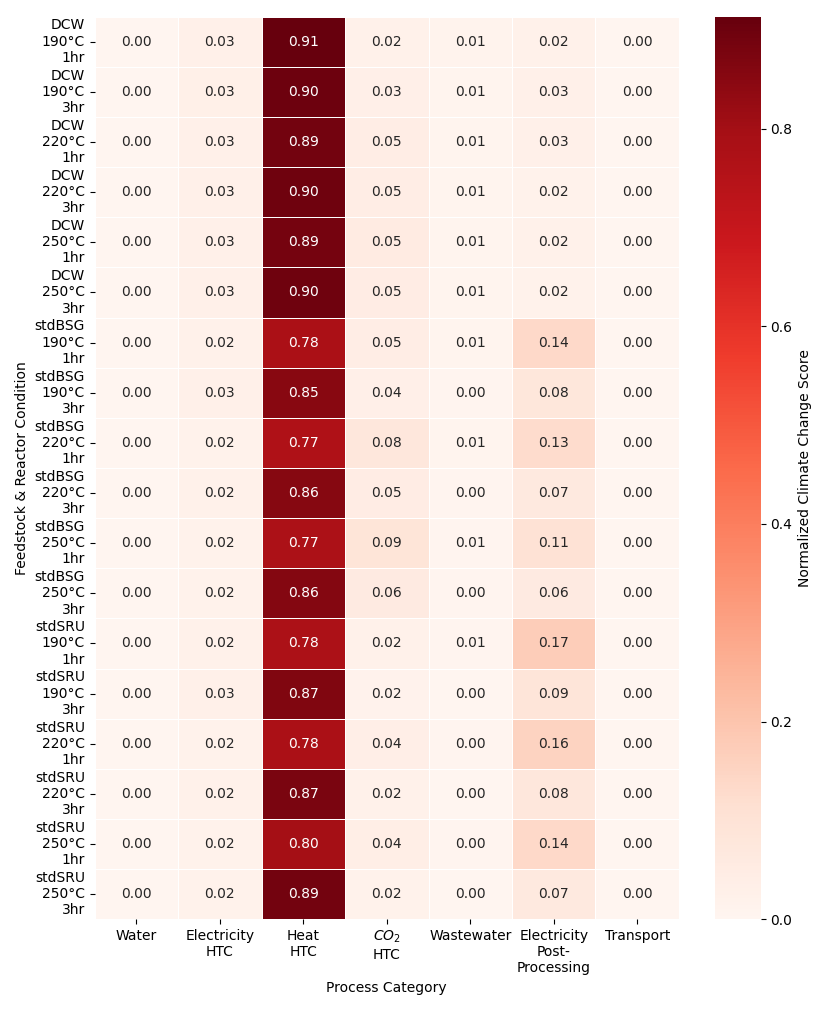 DCW
190°C
1hr
0.00 0.03 0.91 0.02 0.01 0.02 0.00
DCW
190°C
3hr
0.00 0.03 0.90 0.03 0.01 0.03 0.00
DCW
220°C
1hr
0.00 0.03 0.89 0.05 0.01 0.03 0.00
DCW
220°C
3hr
0.00 0.03 0.90 0.05 0.01 0.02 0.00
DCW
250°C
1hr
0.00 0.03 0.89 0.05 0.01 0.02 0.00
DCW
250°C
3hr
0.00 0.03 0.90 0.05 0.01 0.02 0.00
stdBSG
190°C
1hr
0.00 0.02 0.78 0.05 0.01 0.14 0.00
stdBSG
190°C
3hr
0.00 0.03 0.85 0.04 0.00 0.08 0.00
stdBSG
220°C
1hr
0.00 0.02 0.77 0.08 0.01 0.13 0.00
stdBSG
220°C
3hr
0.00 0.02 0.86 0.05 0.00 0.07 0.00
stdBSG
250°C
1hr
0.00 0.02 0.77 0.09 0.01 0.11 0.00
stdBSG
250°C
3hr
0.00 0.02 0.86 0.06 0.00 0.06 0.00
stdSRU
190°C
1hr
0.00 0.02 0.78 0.02 0.01 0.17 0.00
stdSRU
190°C
3hr
0.00 0.03 0.87 0.02 0.00 0.09 0.00
stdSRU
220°C
1hr
0.00 0.02 0.78 0.04 0.00 0.16 0.00
stdSRU
220°C
3hr
0.00 0.02 0.87 0.02 0.00 0.08 0.00
stdSRU
250°C
1hr
0.00 0.02 0.80 0.04 0.00 0.14 0.00
stdSRU
250°C
3hr
0.00 0.02 0.89 0.02 0.00 0.07 0.00
Feedstock & Reactor Condition
Water
Electricity
HTC
Heat
HTC
CO₂
HTC
Wastewater
Electricity
Post-
Processing
Transport
Process Category
0.8
0.6
0.4
0.2
0.0
Normalized Climate Change Score